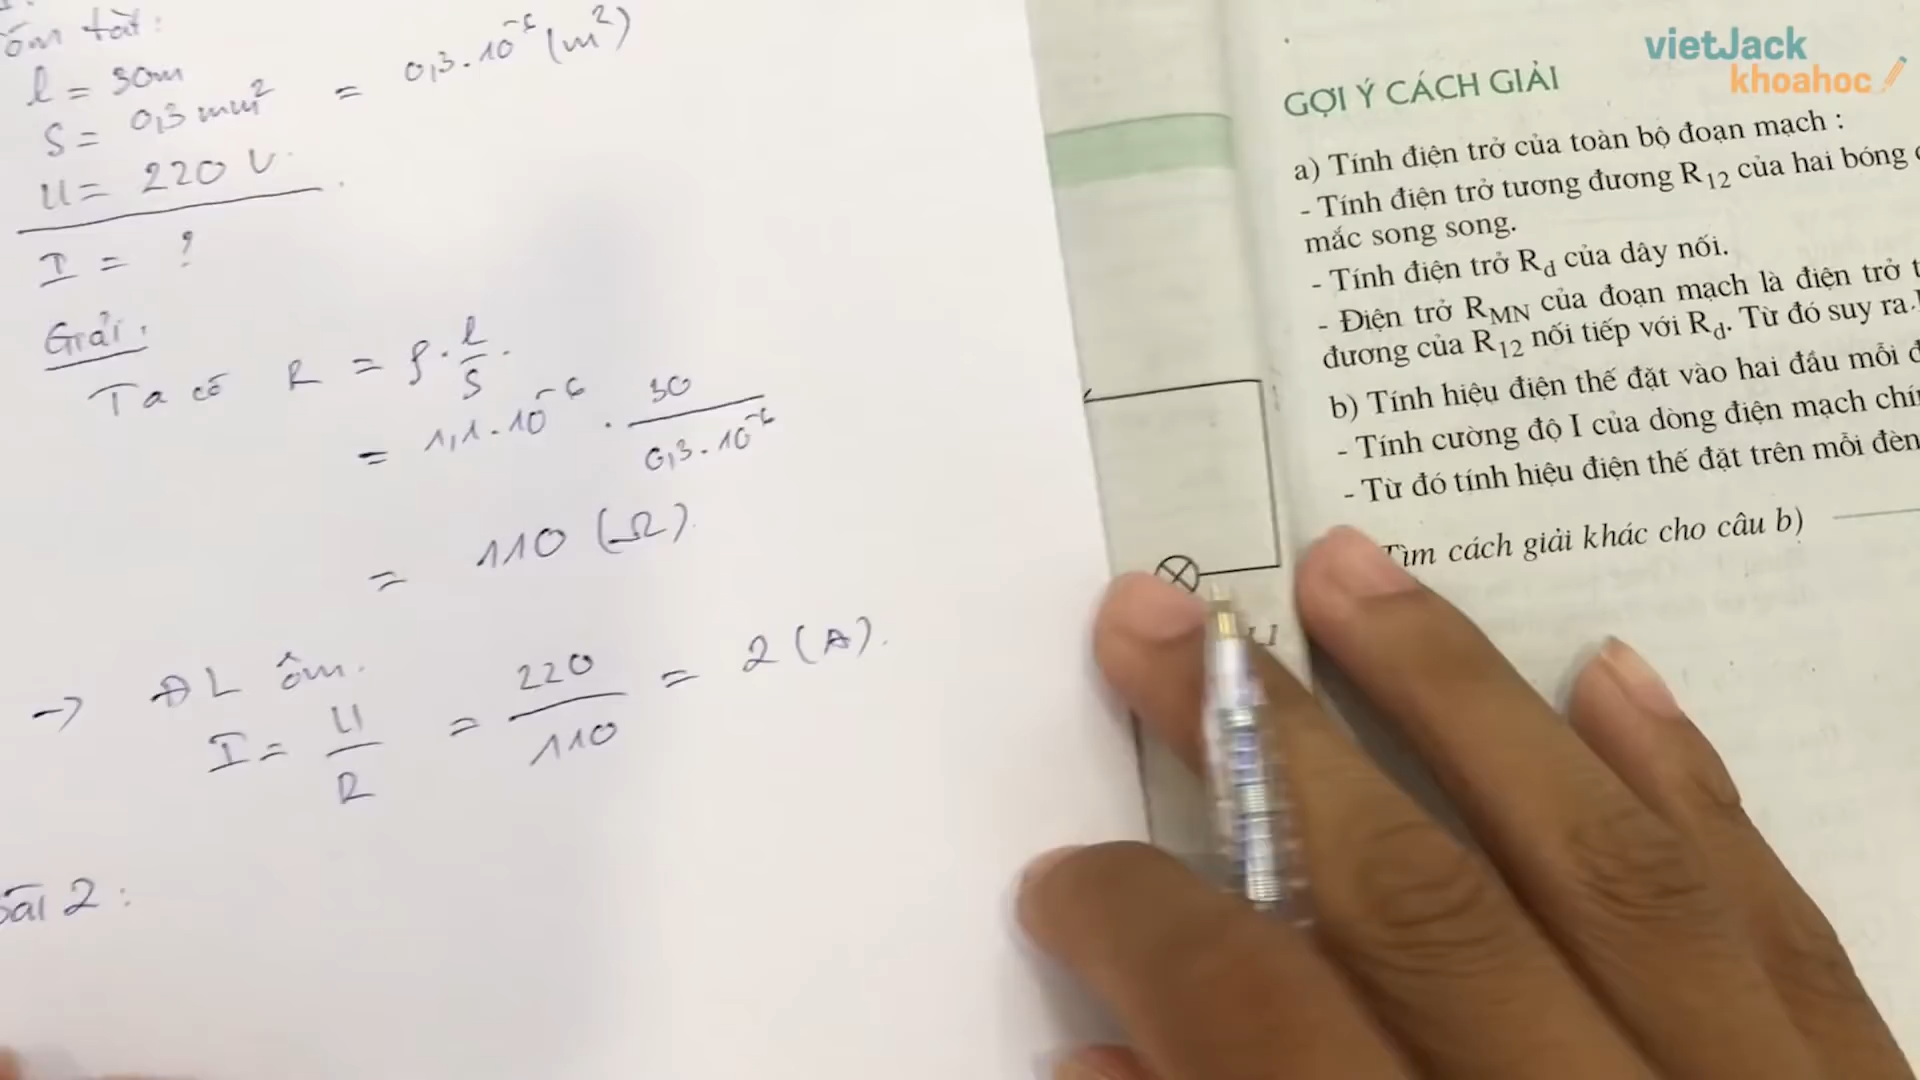 óm tắt:
l = 30m
S = 0,3 mm² = 0,3.10⁻⁶ (m²)
U = 220 V.
I = ?
Giải:
Ta có R = ρ. l/S.
= 1,1.10⁻⁶ . 30/0,3.10⁻⁶
= 110 (Ω).
→ ĐL ôm.
I = U/R = 220/110 = 2 (A).
bài 2:
vietJack
khoahoc
GỢI Ý CÁCH GIẢI
a) Tính điện trở của toàn bộ đoạn mạch :
- Tính điện trở tương đương R₁₂ của hai bóng
mắc song song.
- Tính điện trở Rd của dây nối.
- Điện trở RMN của đoạn mạch là điện trở t
đương của R₁₂ nối tiếp với Rd. Từ đó suy ra
b) Tính hiệu điện thế đặt vào hai đầu mỗi đ
- Tính cường độ I của dòng điện mạch chín
- Từ đó tính hiệu điện thế đặt trên mỗi đèn
Tìm cách giải khác cho câu b)